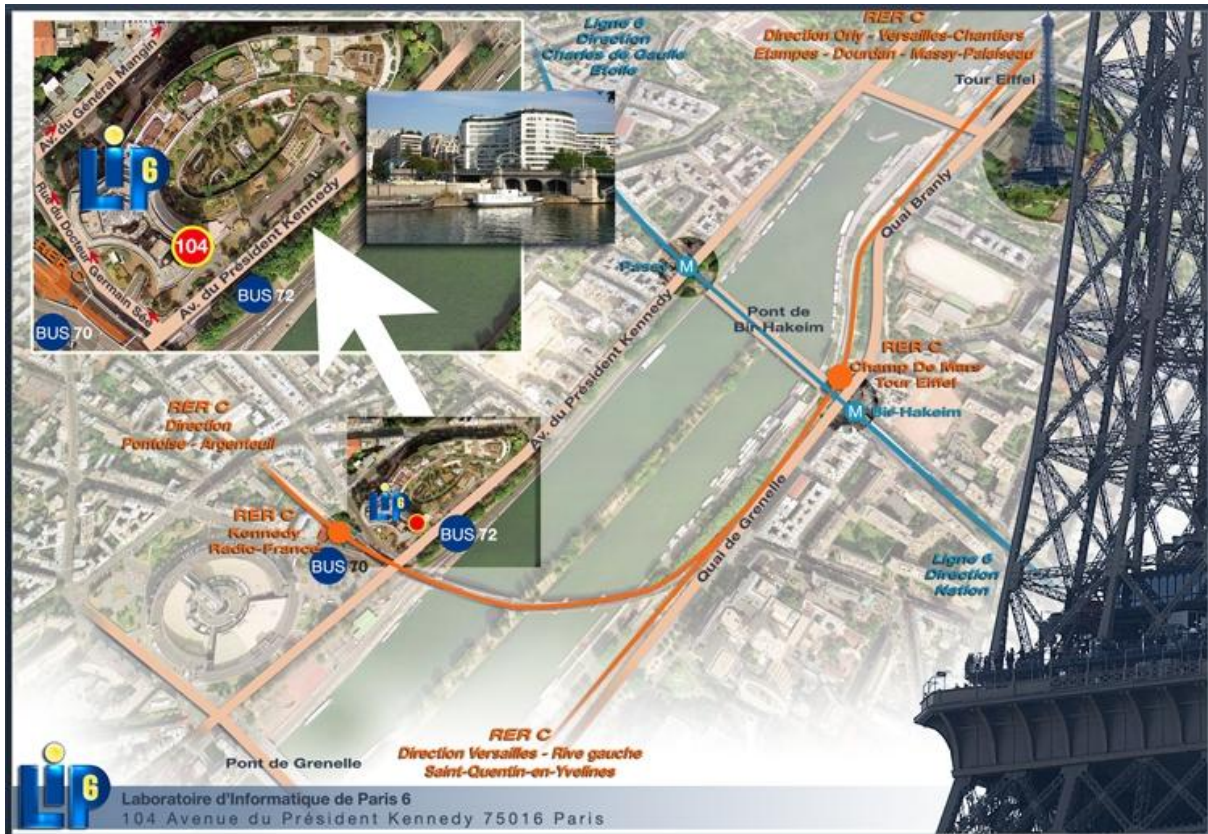 Av. du Général Mangin
LiP6
Rue du Docteur Germain Sée
RER C
104
Av. du Président Kennedy
BUS 72
BUS 70
Ligne 6
Direction
Charles de Gaulle
Etoile
RER C
Direction Orly - Versailles-Chantiers
Etampes - Dourdan - Massy-Palaiseau
Tour Eiffel
Quai Branly
Passy M
Pont de
Bir-Hakeim
Av. du Président Kennedy
RER C
Champ De Mars
Tour Eiffel
M Bir-Hakeim
RER C
Direction
Pontoise - Argenteuil
LiP6
RER C
Kennedy
Radio-France
BUS 72
BUS 70
Quai de Grenelle
Ligne 6
Direction
Nation
Pont de Grenelle
RER C
Direction Versailles - Rive gauche
Saint-Quentin-en-Yvelines
LiP6
Laboratoire d'Informatique de Paris 6
104 Avenue du Président Kennedy 75016 Paris